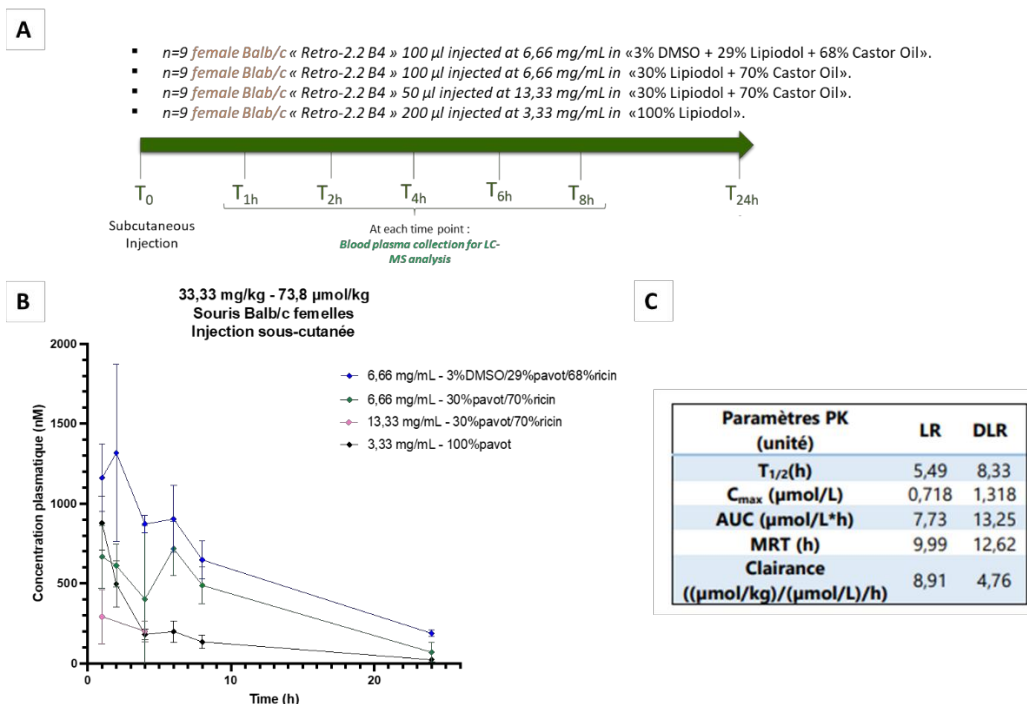 A
▪ n=9 female Balb/c « Retro-2.2 B4 » 100 µl injected at 6,66 mg/mL in «3% DMSO + 29% Lipiodol + 68% Castor Oil».
▪ n=9 female Blab/c « Retro-2.2 B4 » 100 µl injected at 6,66 mg/mL in «30% Lipiodol + 70% Castor Oil».
▪ n=9 female Blab/c « Retro-2.2 B4 » 50 µl injected at 13,33 mg/mL in «30% Lipiodol + 70% Castor Oil».
▪ n=9 female Blab/c « Retro-2.2 B4 » 200 µl injected at 3,33 mg/mL in «100% Lipiodol».
T0 T1h T2h T4h T6h T8h T24h
Subcutaneous
Injection
At each time point :
Blood plasma collection for LC-
MS analysis
B
33,33 mg/kg - 73,8 µmol/kg
Souris Balb/c femelles
Injection sous-cutanée
Concentration plasmatique (nM)
2000
1500
1000
500
0
0 10 20
Time (h)
6,66 mg/mL - 3%DMSO/29%pavot/68%ricin
6,66 mg/mL - 30%pavot/70%ricin
13,33 mg/mL - 30%pavot/70%ricin
3,33 mg/mL - 100%pavot
C
Paramètres PK
(unité) LR DLR
T1/2(h) 5,49 8,33
Cmax (µmol/L) 0,718 1,318
AUC (µmol/L*h) 7,73 13,25
MRT (h) 9,99 12,62
Clairance
((µmol/kg)/(µmol/L)/h) 8,91 4,76